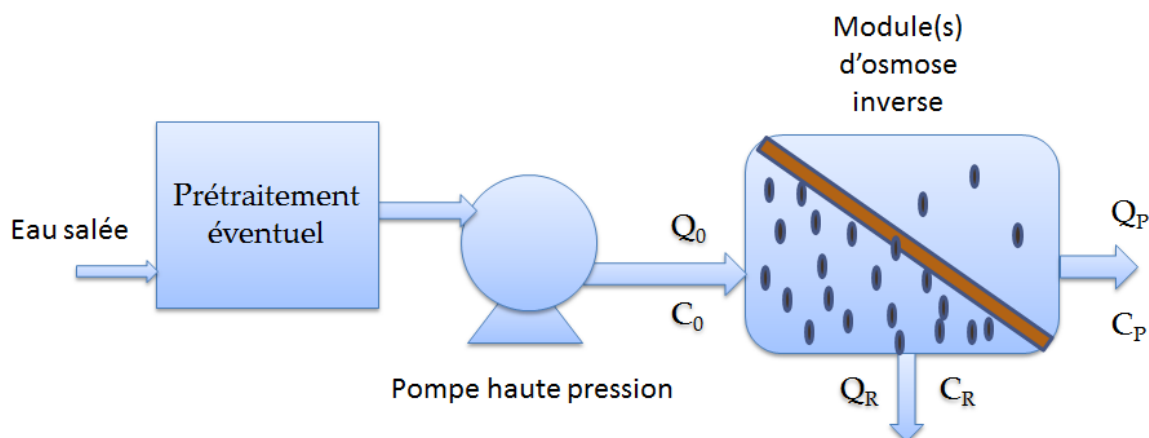 Module(s)
d'osmose
inverse
Prétraitement
éventuel
Eau salée
Q0
C0
QP
CP
Pompe haute pression
QR CR